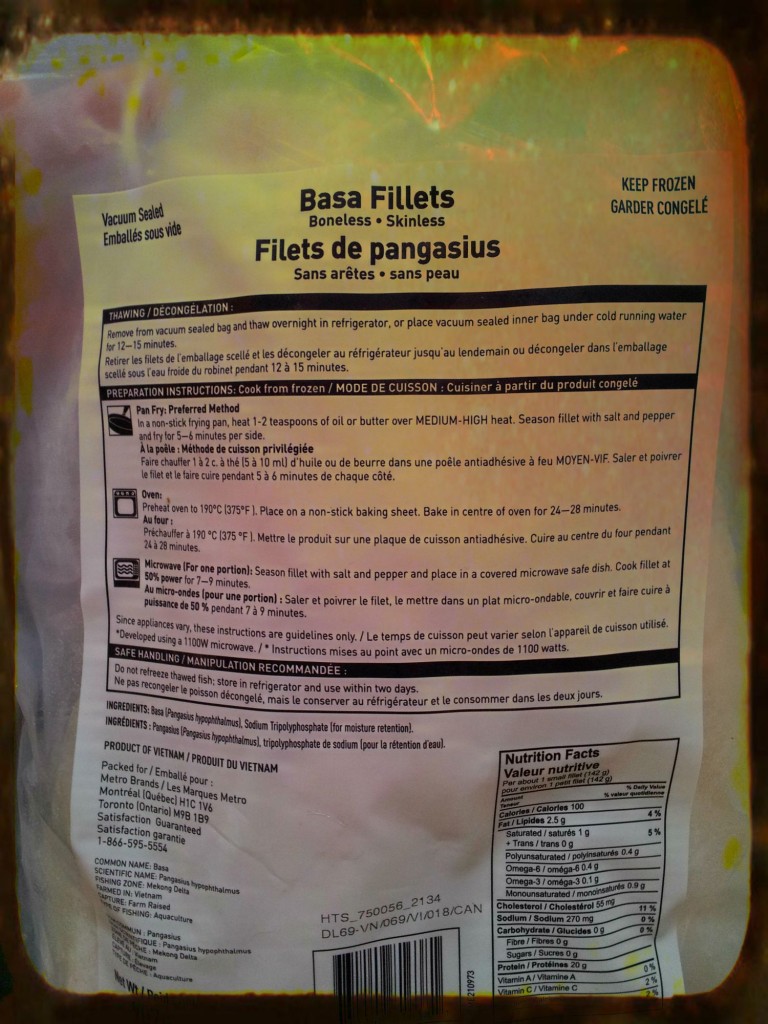 Vacuum Sealed
Emballés sous vide
Basa Fillets
Boneless • Skinless
Filets de pangasius
Sans arêtes • sans peau
KEEP FROZEN
GARDER CONGELÉ
THAWING / DÉCONGÉLATION :
Remove from vacuum sealed bag and thaw overnight in refrigerator, or place vacuum sealed inner bag under cold running water
for 12–15 minutes.
Retirer les filets de l'emballage scellé et les décongeler au réfrigérateur jusqu'au lendemain ou décongeler dans l'emballage
scellé sous l'eau froide du robinet pendant 12 à 15 minutes.
PREPARATION INSTRUCTIONS: Cook from frozen / MODE DE CUISSON : Cuisiner à partir du produit congelé
Pan Fry: Preferred Method
In a non-stick frying pan, heat 1-2 teaspoons of oil or butter over MEDIUM-HIGH heat. Season fillet with salt and pepper
and fry for 5–6 minutes per side.
À la poêle : Méthode de cuisson privilégiée
Faire chauffer 1 à 2 c. à thé (5 à 10 ml) d'huile ou de beurre dans une poêle antiadhésive à feu MOYEN-VIF. Saler et poivrer
le filet et le faire cuire pendant 5 à 6 minutes de chaque côté.
Oven:
Preheat oven to 190°C (375°F ). Place on a non-stick baking sheet. Bake in centre of oven for 24–28 minutes.
Au four :
Préchauffer à 190 °C (375 °F ). Mettre le produit sur une plaque de cuisson antiadhésive. Cuire au centre du four pendant
24 à 28 minutes.
Microwave (For one portion): Season fillet with salt and pepper and place in a covered microwave safe dish. Cook fillet at
50% power for 7–9 minutes.
Au micro-ondes (pour une portion) : Saler et poivrer le filet, le mettre dans un plat micro-ondable, couvrir et faire cuire à
puissance de 50 % pendant 7 à 9 minutes.
Since appliances vary, these instructions are guidelines only. / Le temps de cuisson peut varier selon l'appareil de cuisson utilisé.
*Developed using a 1100W microwave. / * Instructions mises au point avec un micro-ondes de 1100 watts.
SAFE HANDLING / MANIPULATION RECOMMANDÉE :
Do not refreeze thawed fish; store in refrigerator and use within two days.
Ne pas recongeler le poisson décongelé, mais le conserver au réfrigérateur et le consommer dans les deux jours.
INGREDIENTS: Basa (Pangasius hypophthalmus), Sodium Tripolyphosphate (for moisture retention).
INGRÉDIENTS : Pangasius (Pangasius hypophthalmus), tripolyphosphate de sodium (pour la rétention d'eau).
PRODUCT OF VIETNAM / PRODUIT DU VIETNAM
Packed for / Emballé pour :
Metro Brands / Les Marques Metro
Montréal (Québec) H1C 1V6
Toronto (Ontario) M9B 1B9
Satisfaction Guaranteed
Satisfaction garantie
1-866-595-5554
COMMON NAME: Basa
SCIENTIFIC NAME: Pangasius hypophthalmus
FISHING ZONE: Mekong Delta
FARMED IN: Vietnam
CAPTURE: Farm Raised
OF FISHING: Aquaculture
Pangasius
Pangasius hypophthalmus
Mekong Delta
Vietnam
Aquaculture
HTS_750056_2134
DL69-VN/069/VI/018/CAN
210973
Nutrition Facts
Valeur nutritive
Per about 1 small fillet (142 g)
pour environ 1 petit filet (142 g)
Amount % Daily Value
Teneur % valeur quotidienne
Calories / Calories 100
Fat / Lipides 2.5 g 4 %
Saturated / saturés 1 g 5 %
+ Trans / trans 0 g
Polyunsaturated / polyinsaturés 0.4 g
Omega-6 / oméga-6 0.4 g
Omega-3 / oméga-3 0.1 g
Monounsaturated / monoinsaturés 0.9 g
Cholesterol / Cholestérol 55 mg
Sodium / Sodium 270 mg 11 %
Carbohydrate / Glucides 0 g 0 %
Fibre / Fibres 0 g 0 %
Sugars / Sucres 0 g
Protein / Protéines 20 g
Vitamin A / Vitamine A 0 %
Vitamin C / Vitamine C 2 %
2 %